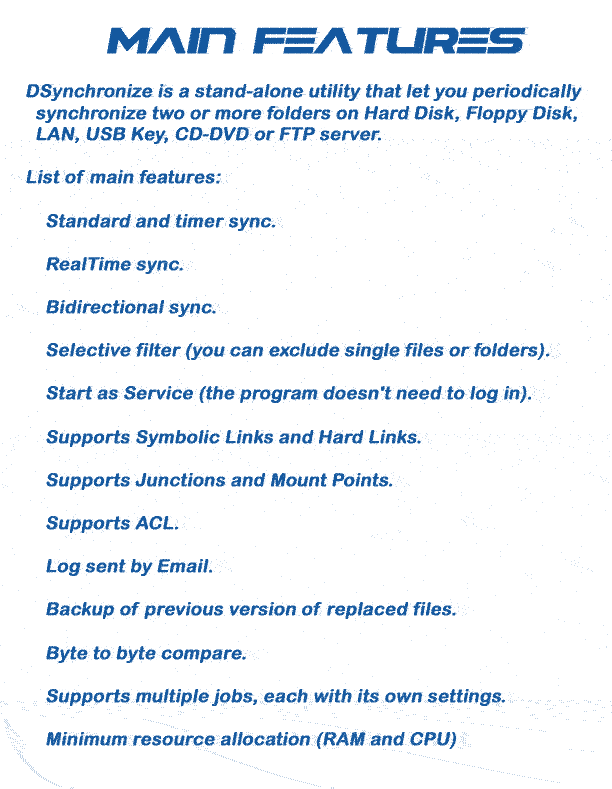 MAIN FEATURES
DSynchronize is a stand-alone utility that let you periodically
synchronize two or more folders on Hard Disk, Floppy Disk,
LAN, USB Key, CD-DVD or FTP server.
List of main features:
Standard and timer sync.
RealTime sync.
Bidirectional sync.
Selective filter (you can exclude single files or folders).
Start as Service (the program doesn't need to log in).
Supports Symbolic Links and Hard Links.
Supports Junctions and Mount Points.
Supports ACL.
Log sent by Email.
Backup of previous version of replaced files.
Byte to byte compare.
Supports multiple jobs, each with its own settings.
Minimum resource allocation (RAM and CPU)